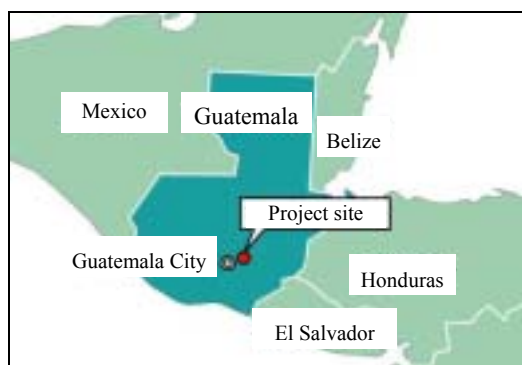 Mexico
Guatemala
Belize
Project site
Guatemala City
Honduras
El Salvador